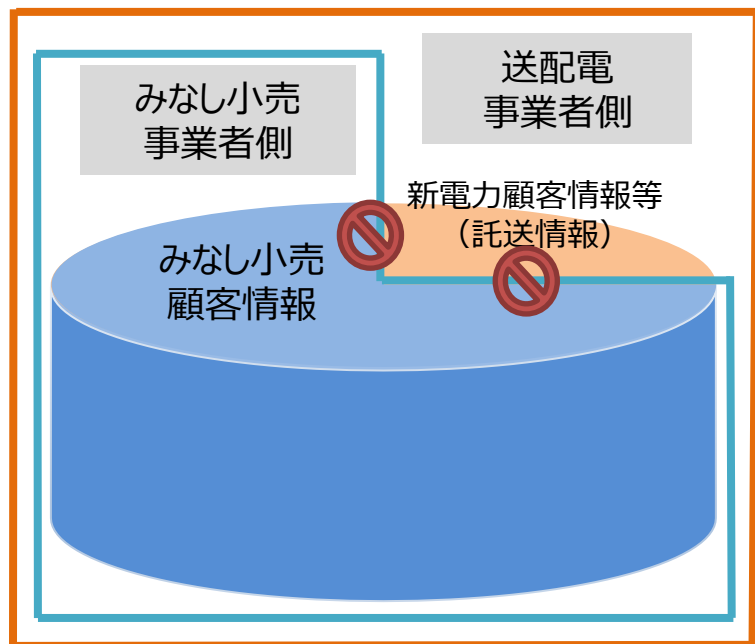 みなし小売
事業者側
送配電
事業者側
新電力顧客情報等
（託送情報）
みなし小売
顧客情報